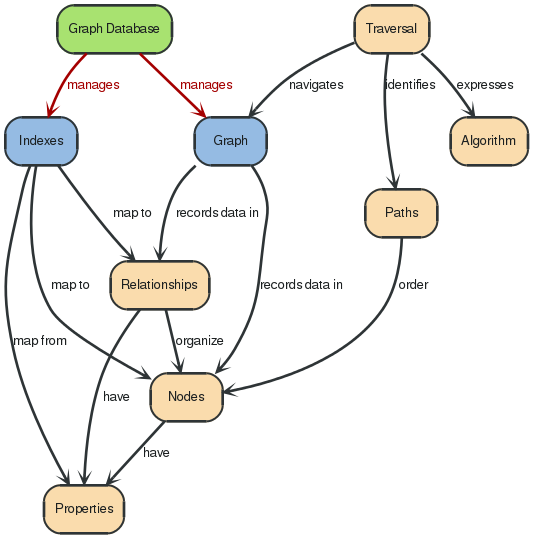 Graph Database
Traversal
manages
manages
navigates
identifies
expresses
Indexes
Graph
Algorithm
map to
records data in
Paths
map to
Relationships
records data in
order
map from
organize
have
Nodes
have
Properties